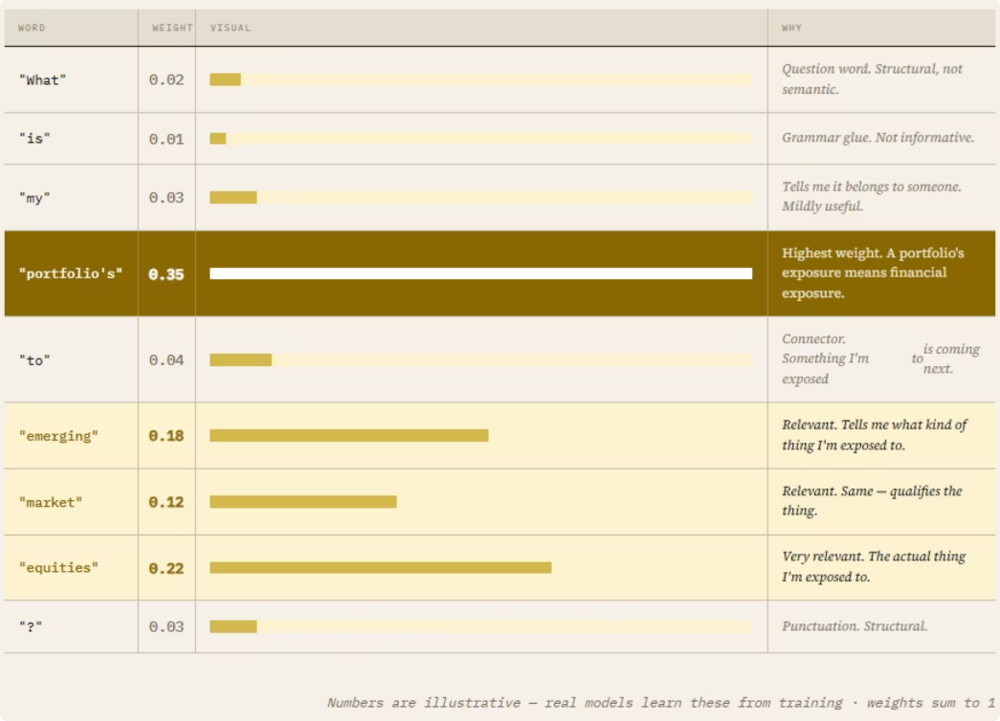 WORD WEIGHT VISUAL WHY
"What" 0.02 Question word. Structural, not
semantic.
"is" 0.01 Grammar glue. Not informative.
"my" 0.03 Tells me it belongs to someone.
Mildly useful.
"portfolio's" 0.35 Highest weight. A portfolio's
exposure means financial
exposure.
"to" 0.04 Connector.
Something I'm
exposed
to
is coming
next.
"emerging" 0.18 Relevant. Tells me what kind of
thing I'm exposed to.
"market" 0.12 Relevant. Same — qualifies the
thing.
"equities" 0.22 Very relevant. The actual thing
I'm exposed to.
"?" 0.03 Punctuation. Structural.
Numbers are illustrative — real models learn these from training · weights sum to 1